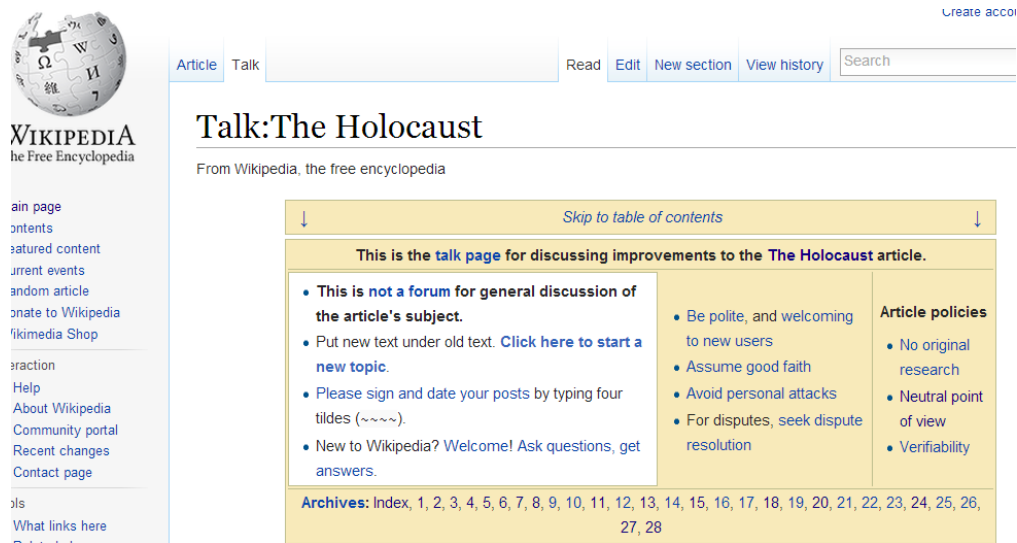 Create accou
Article Talk Read Edit New section View history Search
WIKIPEDIA
he Free Encyclopedia
Talk:The Holocaust
From Wikipedia, the free encyclopedia
ain page
ontents
eatured content
urrent events
andom article
onate to Wikipedia
Wikimedia Shop
eraction
Help
About Wikipedia
Community portal
Recent changes
Contact page
ols
What links here
↓ Skip to table of contents ↓
This is the talk page for discussing improvements to the The Holocaust article.
• This is not a forum for general discussion of
the article's subject.
• Put new text under old text. Click here to start a
new topic.
• Please sign and date your posts by typing four
tildes (~~~~).
• New to Wikipedia? Welcome! Ask questions, get
answers.
• Be polite, and welcoming
to new users
• Assume good faith
• Avoid personal attacks
• For disputes, seek dispute
resolution
Article policies
• No original
research
• Neutral point
of view
• Verifiability
Archives: Index, 1, 2, 3, 4, 5, 6, 7, 8, 9, 10, 11, 12, 13, 14, 15, 16, 17, 18, 19, 20, 21, 22, 23, 24, 25, 26,
27, 28